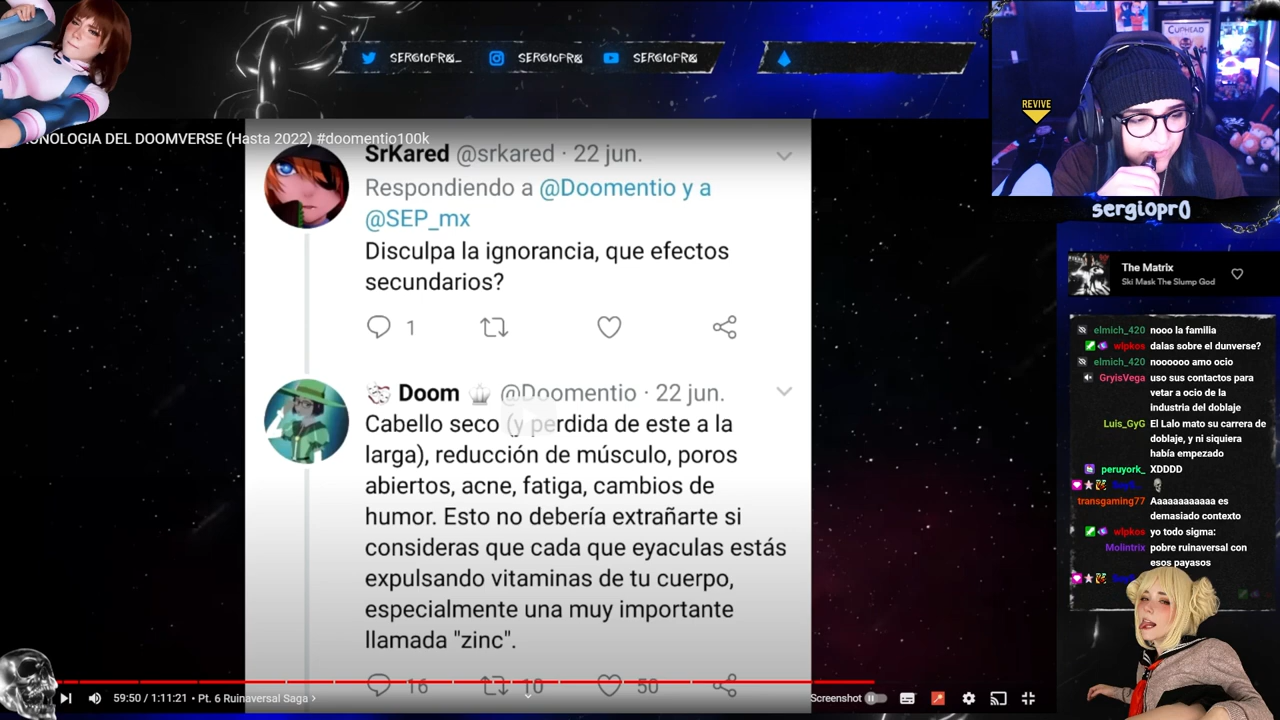 SERGIOPR0_
SERGIOPR0
SERGIOPR0
NOLOGIA DEL DOOMVERSE (Hasta 2022) #doomentio100k
SrKared @srkared · 22 jun.
Respondiendo a @Doomentio y a
@SEP_mx
Disculpa la ignorancia, que efectos
secundarios?
1
Doom @Doomentio · 22 jun.
Cabello seco (y perdida de este a la
larga), reducción de músculo, poros
abiertos, acne, fatiga, cambios de
humor. Esto no debería extrañarte si
consideras que cada que eyaculas estás
expulsando vitaminas de tu cuerpo,
especialmente una muy importante
llamada "zinc".
16 10 50
59:50 / 1:11:21 • Pt. 6 Ruinaversal Saga >
Screenshot
CUPHEAD
REVIVE
sergiopr0
The Matrix
Ski Mask The Slump God
elmich_420 nooo la familia
wlpkos dalas sobre el dunverse?
elmich_420 noooooo amo ocio
GryisVega uso sus contactos para
vetar a ocio de la
industria del doblaje
Luis_GyG El Lalo mato su carrera de
doblaje, y ni siquiera
había empezado
peruyork_ XDDDD
transgaming77 Aaaaaaaaaaa es
demasiado contexto
wlpkos yo todo sigma:
Molintrix pobre ruinaversal con
esos payasos